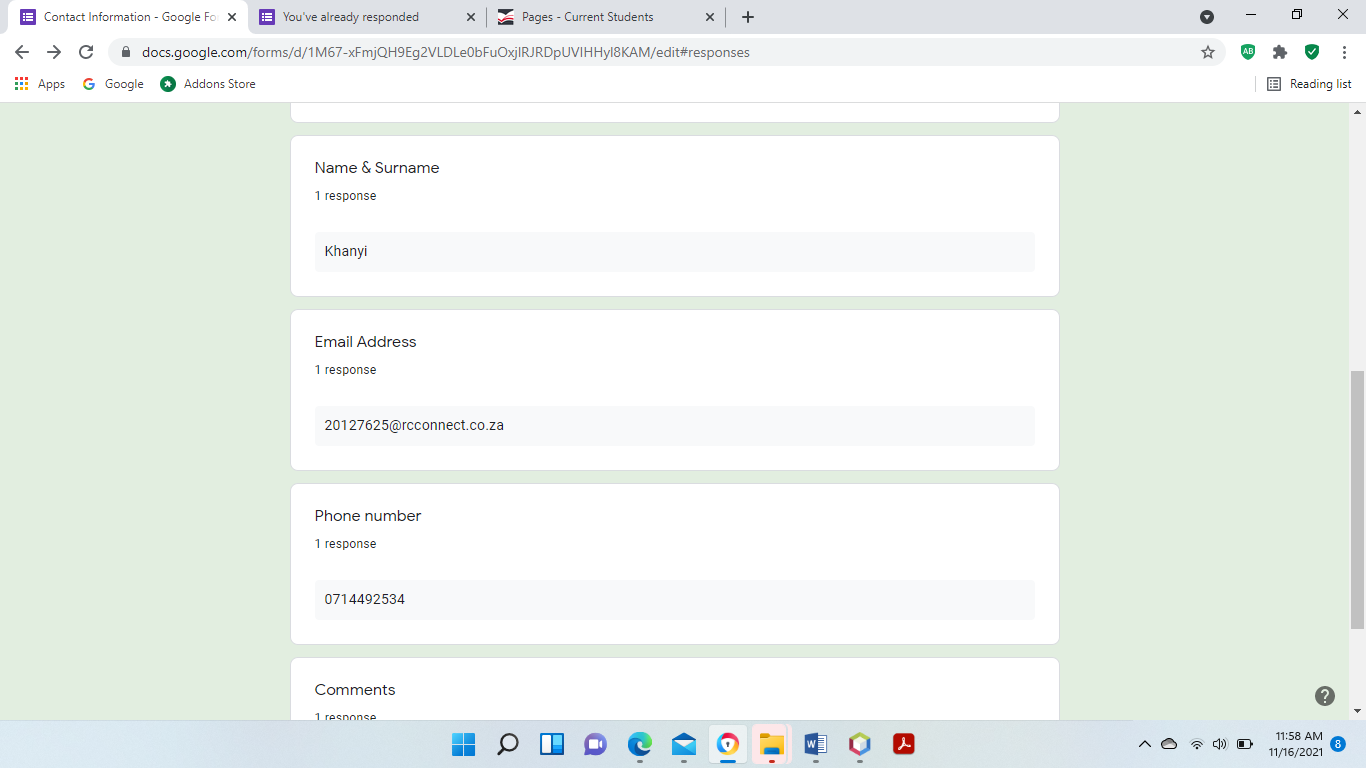 Contact Information - Google Fo
You've already responded
Pages - Current Students
docs.google.com/forms/d/1M67-xFmjQH9Eg2VLDLe0bFuOxjlRJRDpUVIHHyl8KAM/edit#responses
AB
Apps
Google
Addons Store
Reading list
Name & Surname
1 response
Khanyi
Email Address
1 response
20127625@rcconnect.co.za
Phone number
1 response
0714492534
Comments
1 response
11:58 AM
11/16/2021
8